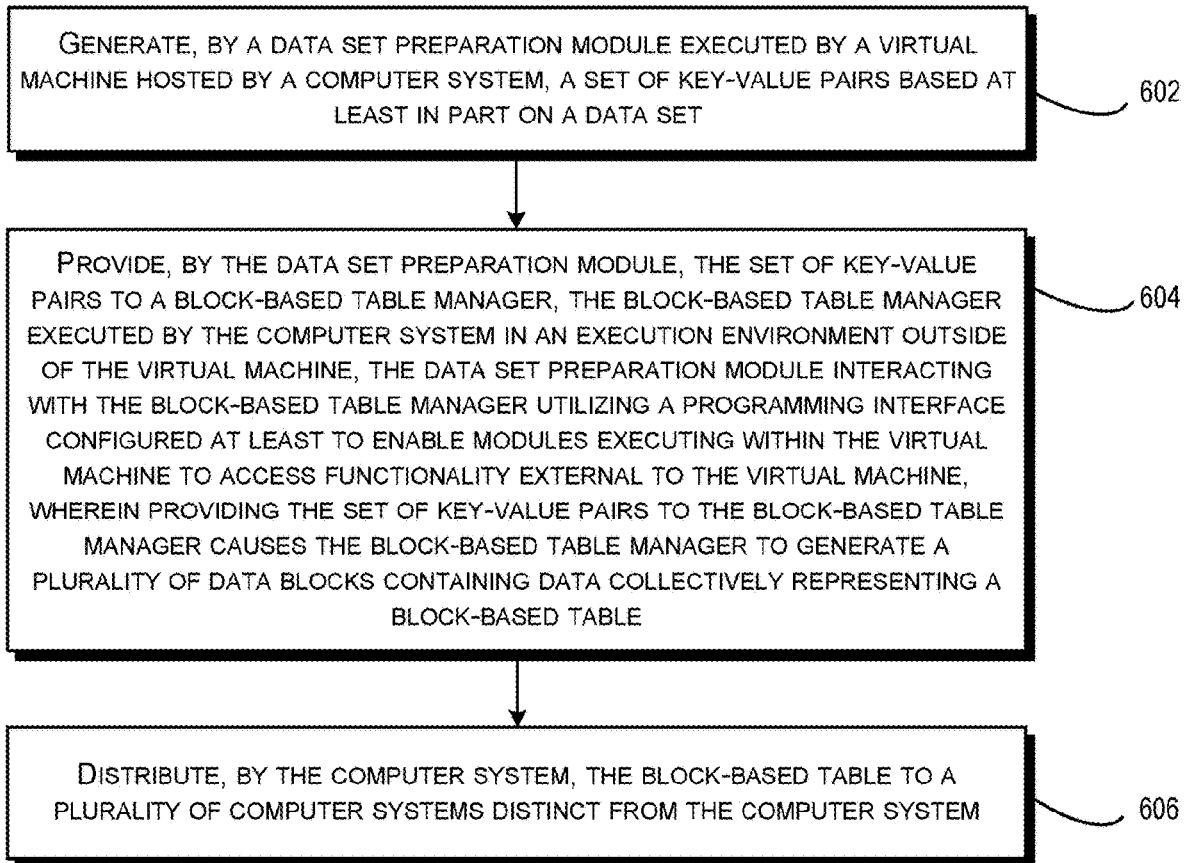 GENERATE, BY A DATA SET PREPARATION MODULE EXECUTED BY A VIRTUAL
MACHINE HOSTED BY A COMPUTER SYSTEM, A SET OF KEY-VALUE PAIRS BASED AT
LEAST IN PART ON A DATA SET
602
PROVIDE, BY THE DATA SET PREPARATION MODULE, THE SET OF KEY-VALUE
PAIRS TO A BLOCK-BASED TABLE MANAGER, THE BLOCK-BASED TABLE MANAGER
EXECUTED BY THE COMPUTER SYSTEM IN AN EXECUTION ENVIRONMENT OUTSIDE
OF THE VIRTUAL MACHINE, THE DATA SET PREPARATION MODULE INTERACTING
WITH THE BLOCK-BASED TABLE MANAGER UTILIZING A PROGRAMMING INTERFACE
CONFIGURED AT LEAST TO ENABLE MODULES EXECUTING WITHIN THE VIRTUAL
MACHINE TO ACCESS FUNCTIONALITY EXTERNAL TO THE VIRTUAL MACHINE,
WHEREIN PROVIDING THE SET OF KEY-VALUE PAIRS TO THE BLOCK-BASED TABLE
MANAGER CAUSES THE BLOCK-BASED TABLE MANAGER TO GENERATE A
PLURALITY OF DATA BLOCKS CONTAINING DATA COLLECTIVELY REPRESENTING A
BLOCK-BASED TABLE
604
DISTRIBUTE, BY THE COMPUTER SYSTEM, THE BLOCK-BASED TABLE TO A
PLURALITY OF COMPUTER SYSTEMS DISTINCT FROM THE COMPUTER SYSTEM
606